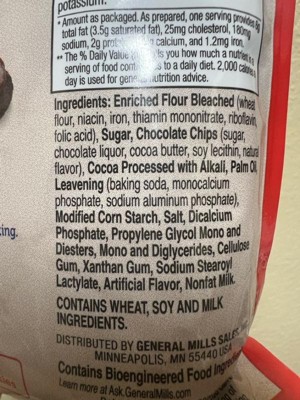 potassium.
* Amount as packaged. As prepared, one serving provides 8g
total fat (3.5g saturated fat), 25mg cholesterol, 180mg
sodium, 2g calcium, and 1.2mg iron.
** The % Daily Value you how much a nutrient
serving of food to a daily diet. 2,000 calories
day is used for nutrition advice.
Ingredients: Enriched Flour Bleached (wheat
flour, niacin, iron, thiamin mononitrate, riboflavin,
folic acid), Sugar, Chocolate Chips (sugar,
chocolate liquor, cocoa butter, soy lecithin, natural
flavor), Cocoa Processed with Alkali, Palm Oil,
Leavening (baking soda, monocalcium
phosphate, sodium aluminum phosphate),
Modified Corn Starch, Salt, Dicalcium
Phosphate, Propylene Glycol Mono and
Diesters, Mono and Diglycerides, Cellulose
Gum, Xanthan Gum, Sodium Stearoyl
Lactylate, Artificial Flavor, Nonfat Milk.
CONTAINS WHEAT, SOY AND MILK
INGREDIENTS.
DISTRIBUTED BY GENERAL MILLS SALES
MINNEAPOLIS, MN 55440 USA
Contains Bioengineered Food
Learn more at Ask.GeneralMills.com